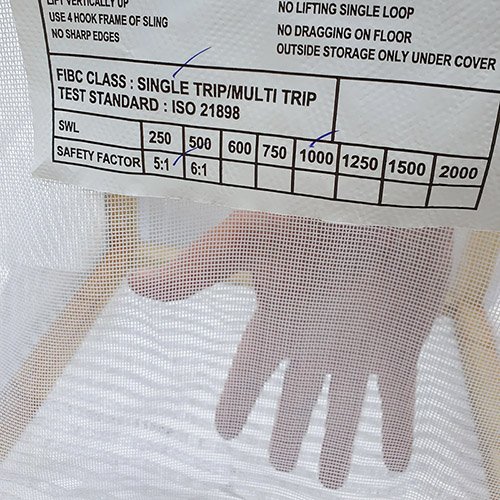 LIFT VERTICALLY UP
USE 4 HOOK FRAME OF SLING
NO SHARP EDGES
NO LIFTING SINGLE LOOP
NO DRAGGING ON FLOOR
OUTSIDE STORAGE ONLY UNDER COVER
FIBC CLASS : SINGLE TRIP/MULTI TRIP
TEST STANDARD : ISO 21898
SWL 250 500 600 750 1000 1250 1500 2000
SAFETY FACTOR 5:1 6:1